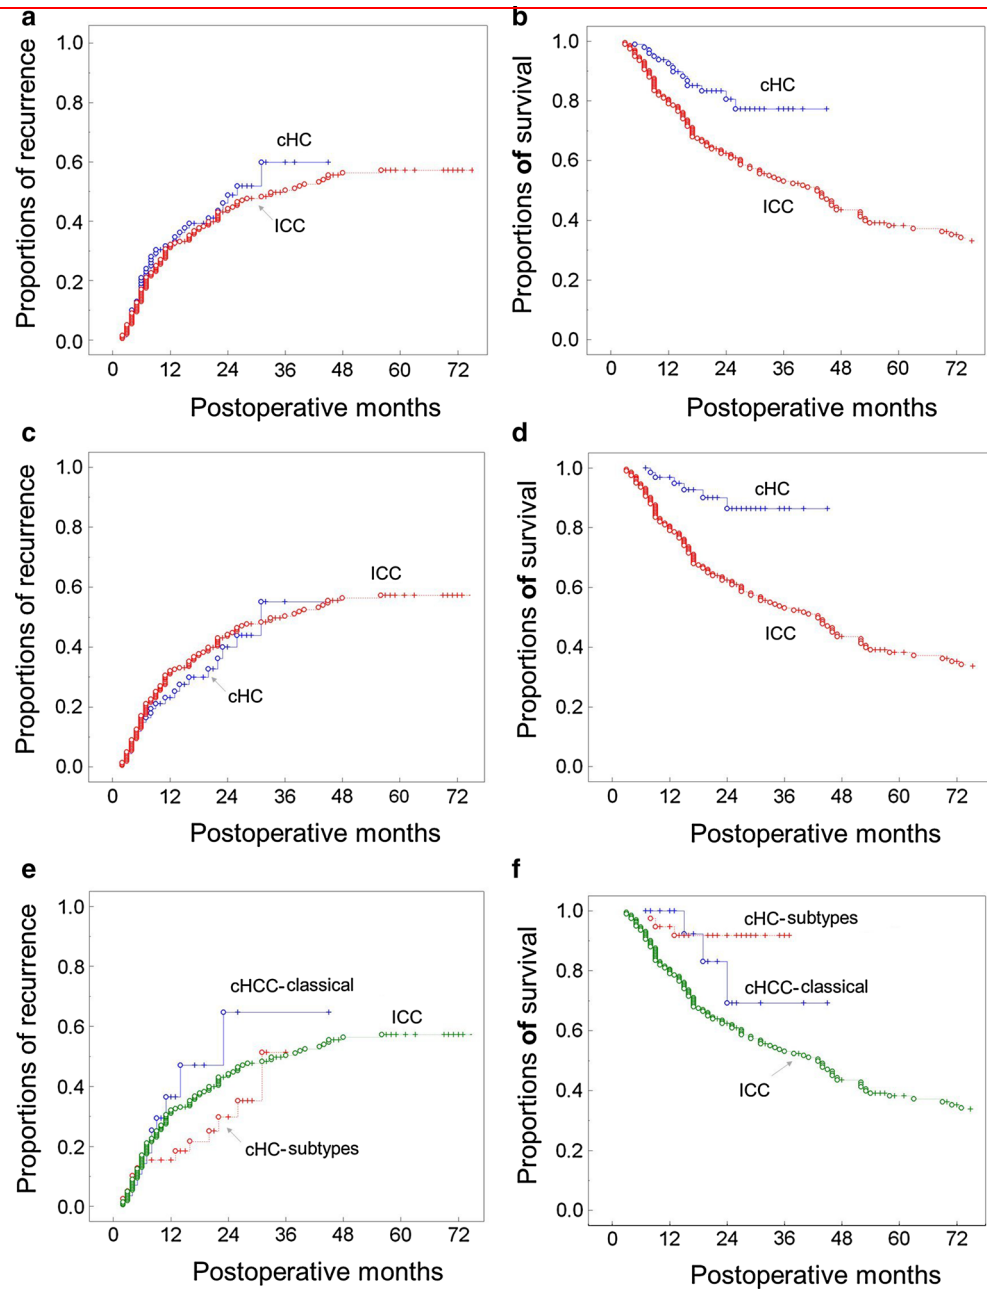 a
Proportions of recurrence
1.0
0.8
0.6
0.4
0.2
0.0
cHC
ICC
0 12 24 36 48 60 72
Postoperative months
b
Proportions of survival
1.0
0.8
0.6
0.4
0.2
0.0
cHC
ICC
0 12 24 36 48 60 72
Postoperative months
c
Proportions of recurrence
1.0
0.8
0.6
0.4
0.2
0.0
ICC
cHC
0 12 24 36 48 60 72
Postoperative months
d
Proportions of survival
1.0
0.8
0.6
0.4
0.2
0.0
cHC
ICC
0 12 24 36 48 60 72
Postoperative months
e
Proportions of recurrence
1.0
0.8
0.6
0.4
0.2
0.0
cHCC-classical
ICC
cHC-subtypes
0 12 24 36 48 60 72
Postoperative months
f
Proportions of survival
1.0
0.8
0.6
0.4
0.2
0.0
cHC-subtypes
cHCC-classical
ICC
0 12 24 36 48 60 72
Postoperative months